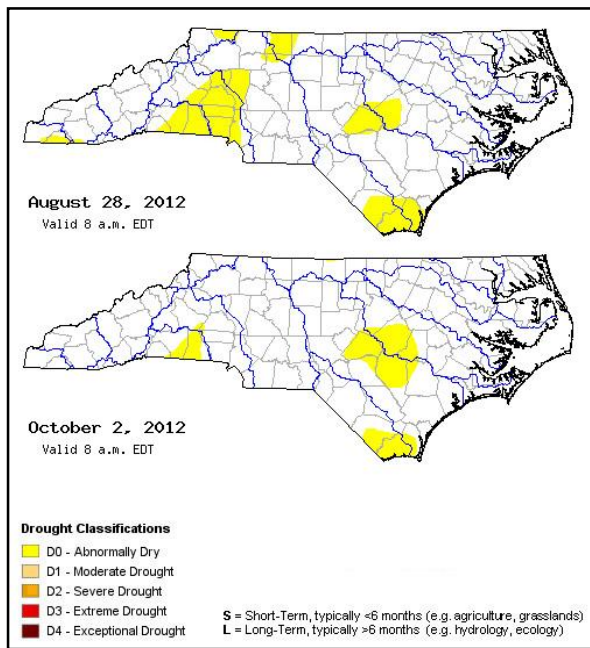 August 28, 2012
Valid 8 a.m. EDT
October 2, 2012
Valid 8 a.m. EDT
Drought Classifications
D0 - Abnormally Dry
D1 - Moderate Drought
D2 - Severe Drought
D3 - Extreme Drought
D4 - Exceptional Drought
S = Short-Term, typically <6 months (e.g. agriculture, grasslands)
L = Long-Term, typically >6 months (e.g. hydrology, ecology)